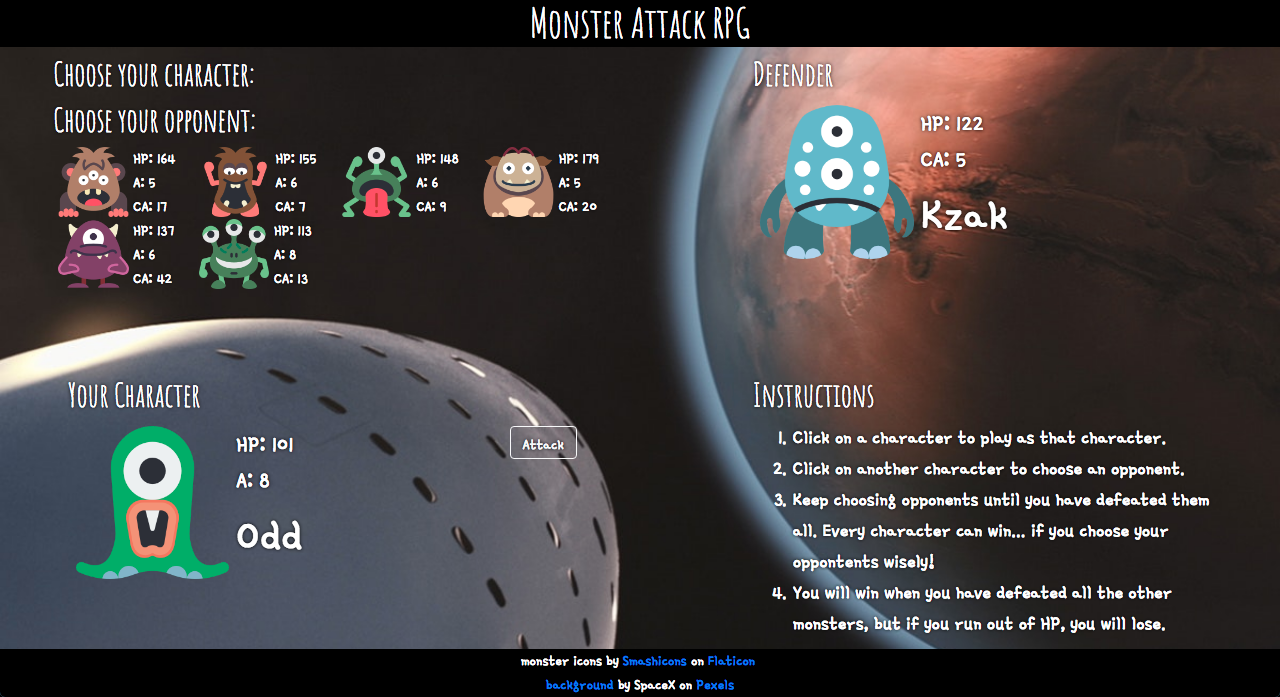 Monster Attack RPG
Choose your character:
Choose your opponent:
HP: 164
A: 5
CA: 17
HP: 155
A: 6
CA: 7
HP: 148
A: 6
CA: 9
HP: 179
A: 5
CA: 20
HP: 137
A: 6
CA: 42
HP: 113
A: 8
CA: 13
Defender
HP: 122
CA: 5
Kzak
Your Character
HP: 101
A: 8
Odd
Attack
Instructions
1. Click on a character to play as that character.
2. Click on another character to choose an opponent.
3. Keep choosing opponents until you have defeated them
all. Every character can win... if you choose your
oppontents wisely!
4. You will win when you have defeated all the other
monsters, but if you run out of HP, you will lose.
monster icons by Smashicons on Flaticon
background by SpaceX on Pexels